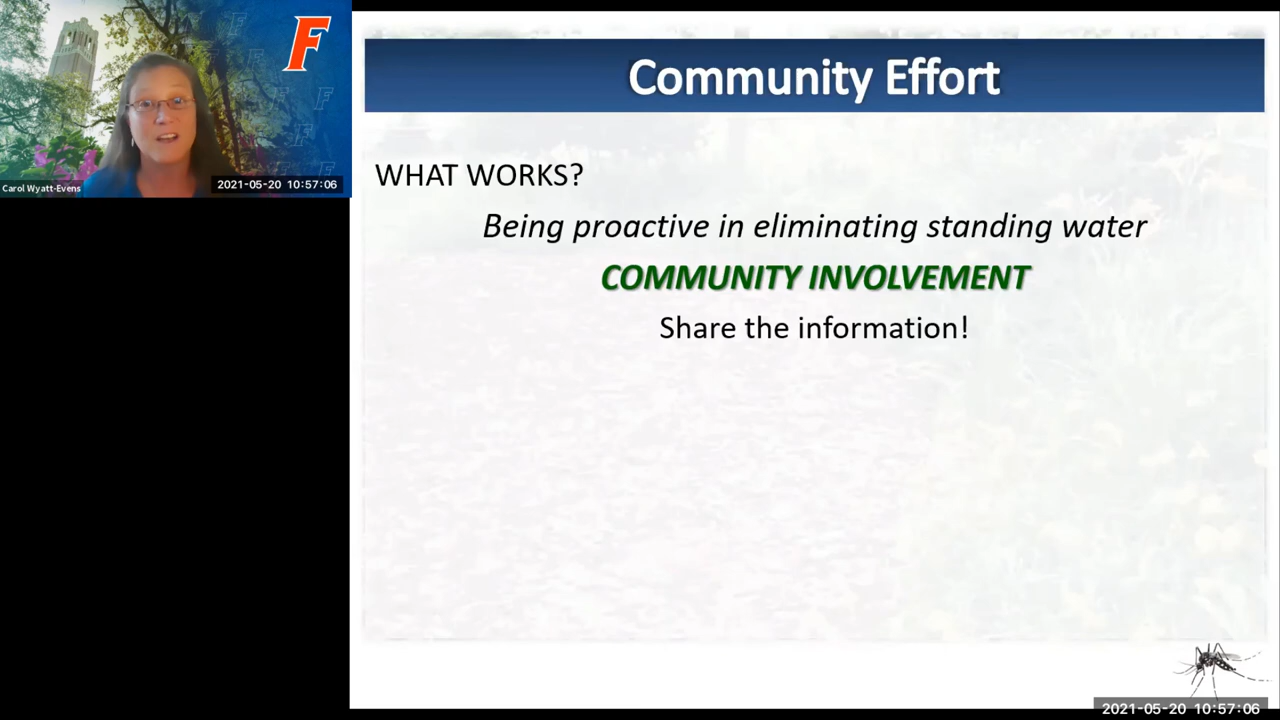 F
Carol Wyatt-Evens
2021-05-20 10:57:06
Community Effort
WHAT WORKS?
Being proactive in eliminating standing water
COMMUNITY INVOLVEMENT
Share the information!
2021-05-20 10:57:06